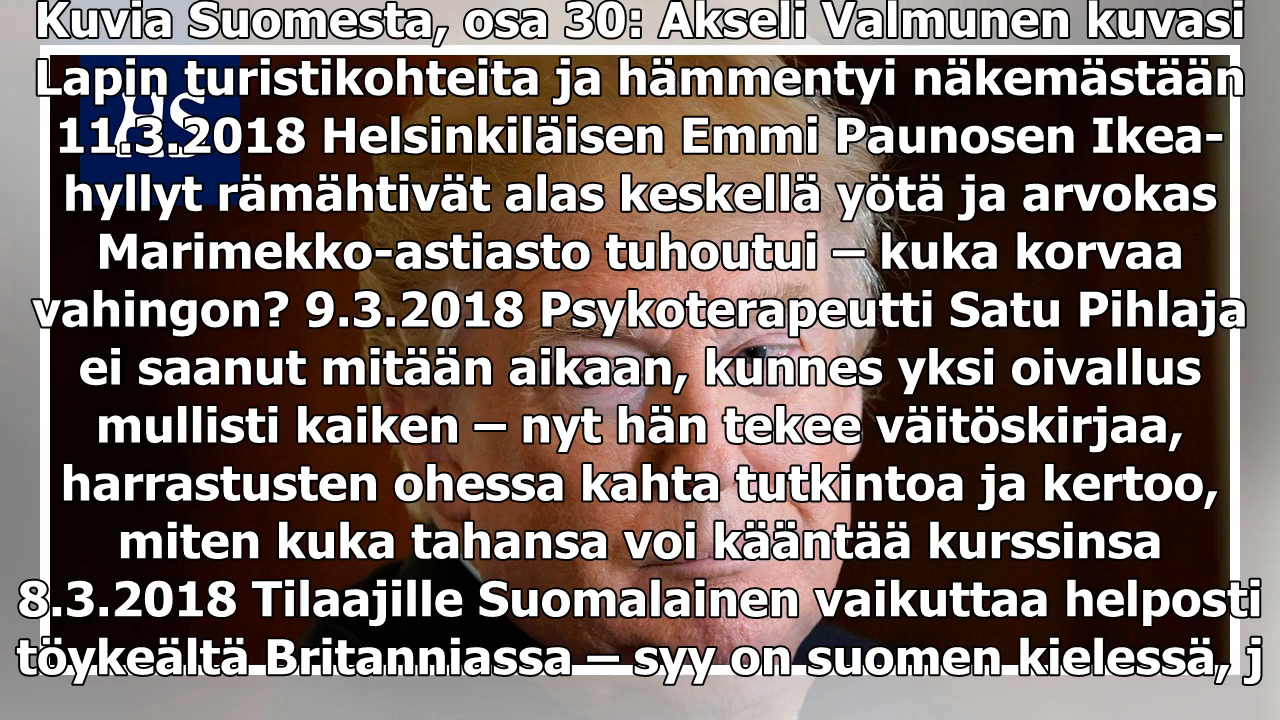 Kuvia Suomesta, osa 30: Akseli Valmunen kuvasi
Lapin turistikohteita ja hämmentyi näkemästään
11.3.2018 Helsinkiläisen Emmi Paunosen Ikea-
hyllyt rämähtivät alas keskellä yötä ja arvokas
Marimekko-astiasto tuhoutui – kuka korvaa
vahingon? 9.3.2018 Psykoterapeutti Satu Pihlaja
ei saanut mitään aikaan, kunnes yksi oivallus
mullisti kaiken – nyt hän tekee väitöskirjaa,
harrastusten ohessa kahta tutkintoa ja kertoo,
miten kuka tahansa voi kääntää kurssinsa
8.3.2018 Tilaajille Suomalainen vaikuttaa helposti
töykeältä Britanniassa – syy on suomen kielessä, j
HS